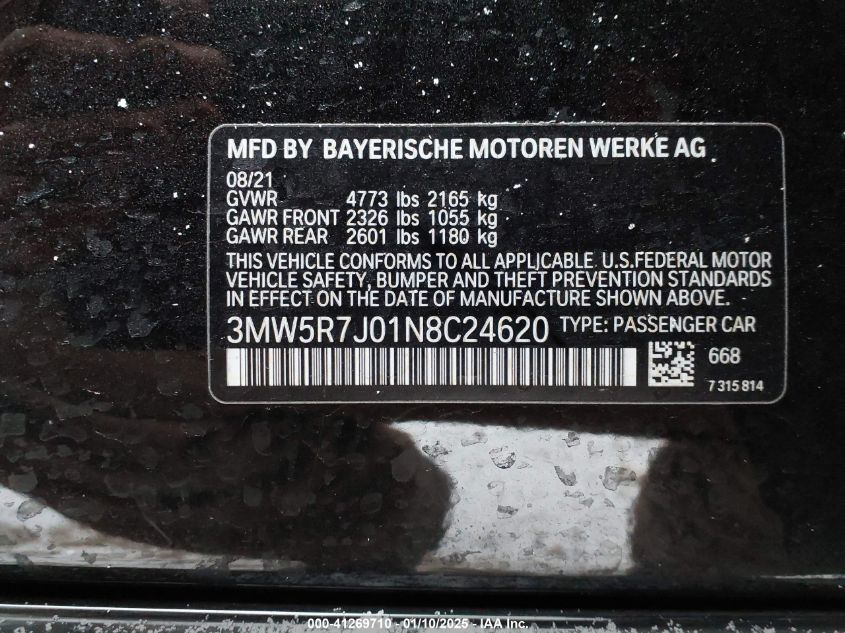 MFD BY BAYERISCHE MOTOREN WERKE AG
08/21
GVWR 4773 lbs 2165 kg
GAWR FRONT 2326 lbs 1055 kg
GAWR REAR 2601 lbs 1180 kg
THIS VEHICLE CONFORMS TO ALL APPLICABLE U.S.FEDERAL MOTOR
VEHICLE SAFETY, BUMPER AND THEFT PREVENTION STANDARDS
IN EFFECT ON THE DATE OF MANUFACTURE SHOWN ABOVE.
3MW5R7J01N8C24620 TYPE: PASSENGER CAR
668
7 315 814
000-41269710 - 01/10/2025 - IAA Inc.